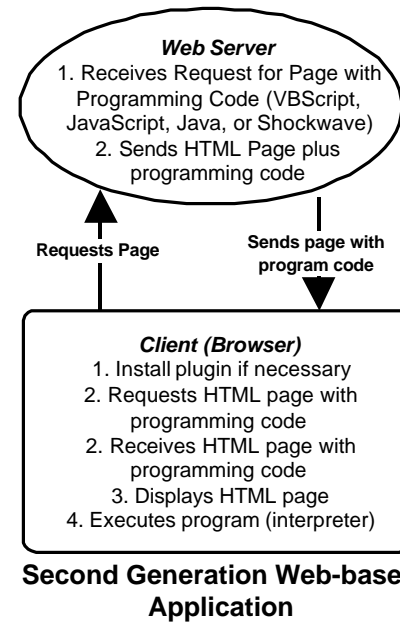 Web Server
1. Receives Request for Page with
Programming Code (VBScript,
JavaScript, Java, or Shockwave)
2. Sends HTML Page plus
programming code
Requests Page
Sends page with
program code
Client (Browser)
1. Install plugin if necessary
2. Requests HTML page with
programming code
2. Receives HTML page with
programming code
3. Displays HTML page
4. Executes program (interpreter)
Second Generation Web-base
Application